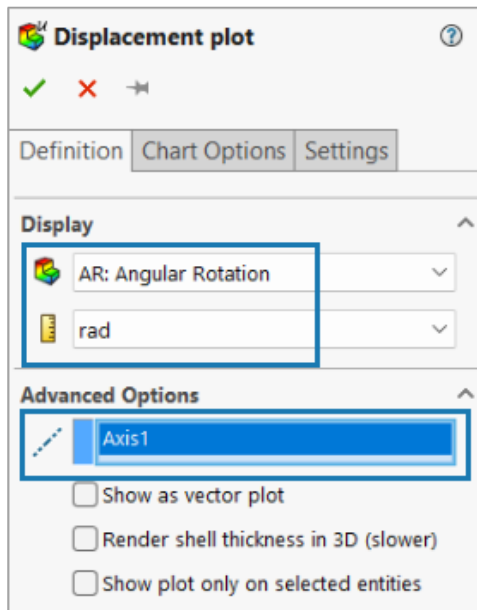 Displacement plot
Definition Chart Options Settings
Display
AR: Angular Rotation
rad
Advanced Options
Axis1
Show as vector plot
Render shell thickness in 3D (slower)
Show plot only on selected entities